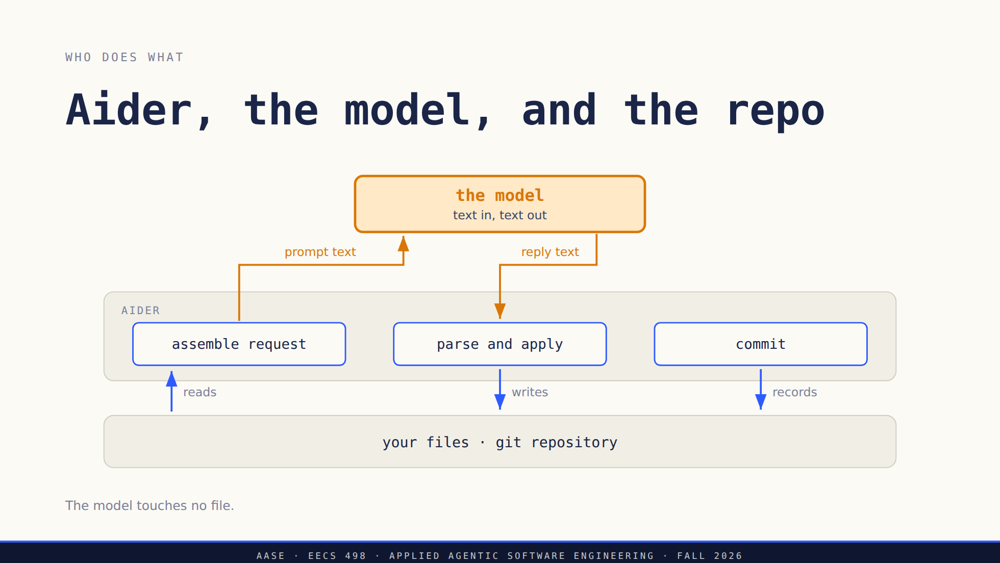 WHO DOES WHAT
Aider, the model, and the repo
the model
text in, text out
prompt text
reply text
AIDER
assemble request
parse and apply
commit
reads
writes
records
your files · git repository
The model touches no file.
AASE · EECS 498 · APPLIED AGENTIC SOFTWARE ENGINEERING · FALL 2026